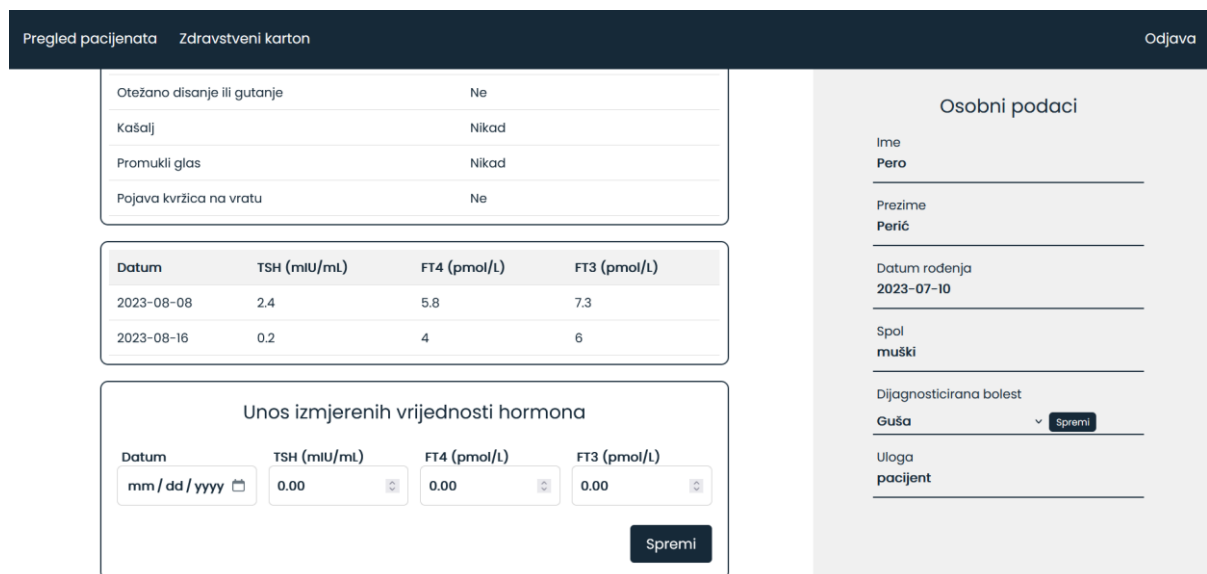 Pregled pacijenata Zdravstveni karton Odjava
Otežano disanje ili gutanje Ne
Kašalj Nikad
Promukli glas Nikad
Pojava kvržica na vratu Ne
Datum TSH (mIU/mL) FT4 (pmol/L) FT3 (pmol/L)
2023-08-08 2.4 5.8 7.3
2023-08-16 0.2 4 6
Unos izmjerenih vrijednosti hormona
Datum TSH (mIU/mL) FT4 (pmol/L) FT3 (pmol/L)
mm / dd / yyyy 0.00 0.00 0.00
Spremi
Osobni podaci
Ime
Pero
Prezime
Perić
Datum rođenja
2023-07-10
Spol
muški
Dijagnosticirana bolest
Guša Spremi
Uloga
pacijent